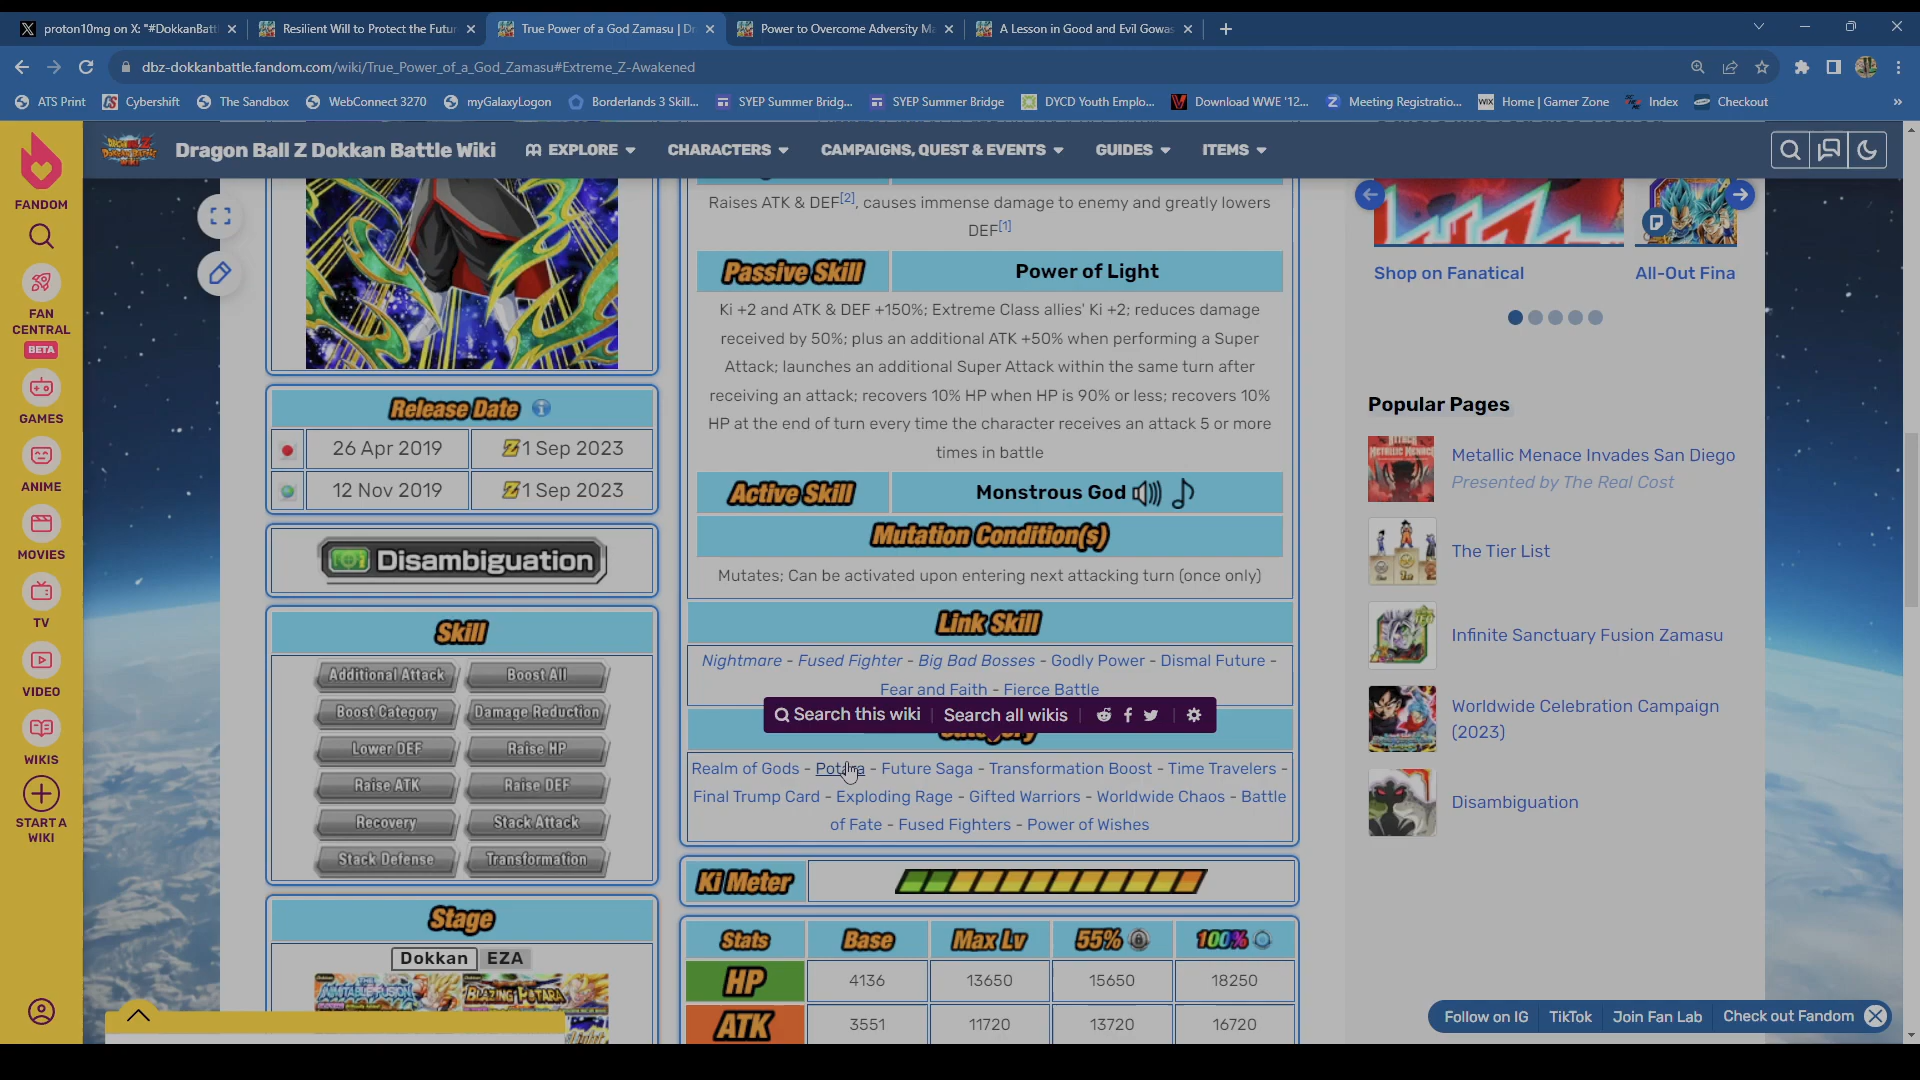 proton10mg on X: "#DokkanBatt
Resilient Will to Protect the Futur
True Power of a God Zamasu | Dr
Power to Overcome Adversity Ma
A Lesson in Good and Evil Gowas
dbz-dokkanbattle.fandom.com/wiki/True_Power_of_a_God_Zamasu#Extreme_Z-Awakened
ATS Print
Cybershift
The Sandbox
WebConnect 3270
myGalaxyLogon
Borderlands 3 Skill...
SYEP Summer Bridg...
SYEP Summer Bridge
DYCD Youth Emplo...
Download WWE '12...
Meeting Registratio...
WIX
Home | Gamer Zone
Index
Checkout
»
Dragon Ball Z Dokkan Battle Wiki
EXPLORE
CHARACTERS
CAMPAIGNS, QUEST & EVENTS
GUIDES
ITEMS
FANDOM
FAN
CENTRAL
BETA
GAMES
ANIME
MOVIES
TV
VIDEO
WIKIS
START A
WIKI
Release Date
26 Apr 2019
Z 1 Sep 2023
12 Nov 2019
Z 1 Sep 2023
Disambiguation
Skill
Additional Attack
Boost All
Boost Category
Damage Reduction
Lower DEF
Raise HP
Raise ATK
Raise DEF
Recovery
Stack Attack
Stack Defense
Transformation
Stage
Dokkan
EZA
INIMITABLE FUSION
BLAZING POTARA
Raises ATK & DEF[2], causes immense damage to enemy and greatly lowers
DEF[1]
Passive Skill
Power of Light
Ki +2 and ATK & DEF +150%; Extreme Class allies' Ki +2; reduces damage
received by 50%; plus an additional ATK +50% when performing a Super
Attack; launches an additional Super Attack within the same turn after
receiving an attack; recovers 10% HP when HP is 90% or less; recovers 10%
HP at the end of turn every time the character receives an attack 5 or more
times in battle
Active Skill
Monstrous God
Mutation Condition(s)
Mutates; Can be activated upon entering next attacking turn (once only)
Link Skill
Nightmare - Fused Fighter - Big Bad Bosses - Godly Power - Dismal Future -
Fear and Faith - Fierce Battle
Search this wiki
Search all wikis
Category
Realm of Gods - Potara - Future Saga - Transformation Boost - Time Travelers -
Final Trump Card - Exploding Rage - Gifted Warriors - Worldwide Chaos - Battle
of Fate - Fused Fighters - Power of Wishes
Ki Meter
Stats
Base
Max Lv
55%
100%
HP
4136
13650
15650
18250
ATK
3551
11720
13720
16720
Shop on Fanatical
All-Out Fina
Popular Pages
Metallic Menace Invades San Diego
Presented by The Real Cost
The Tier List
Infinite Sanctuary Fusion Zamasu
Worldwide Celebration Campaign
(2023)
Disambiguation
Follow on IG
TikTok
Join Fan Lab
Check out Fandom